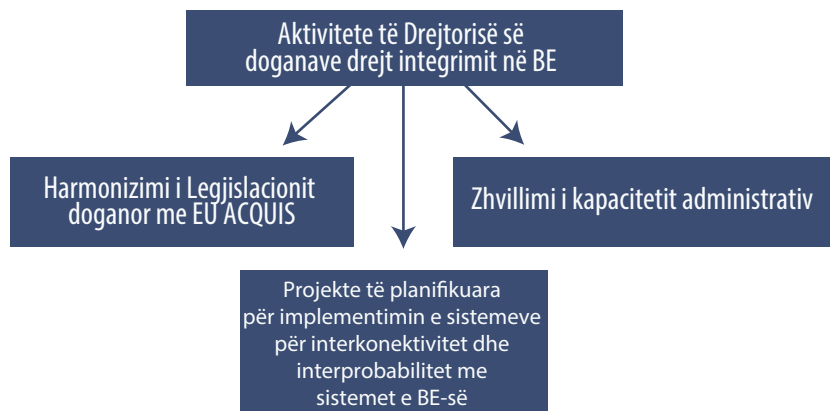 Aktivitete të Drejtorisë së
doganave drejt integrimit në BE
Harmonizimi i Legjislacionit
doganor me EU ACQUIS
Zhvillimi i kapacitetit administrativ
Projekte të planifikuara
për implementimin e sistemeve
për interkonektivitet dhe
interprobabilitet me
sistemet e BE-së